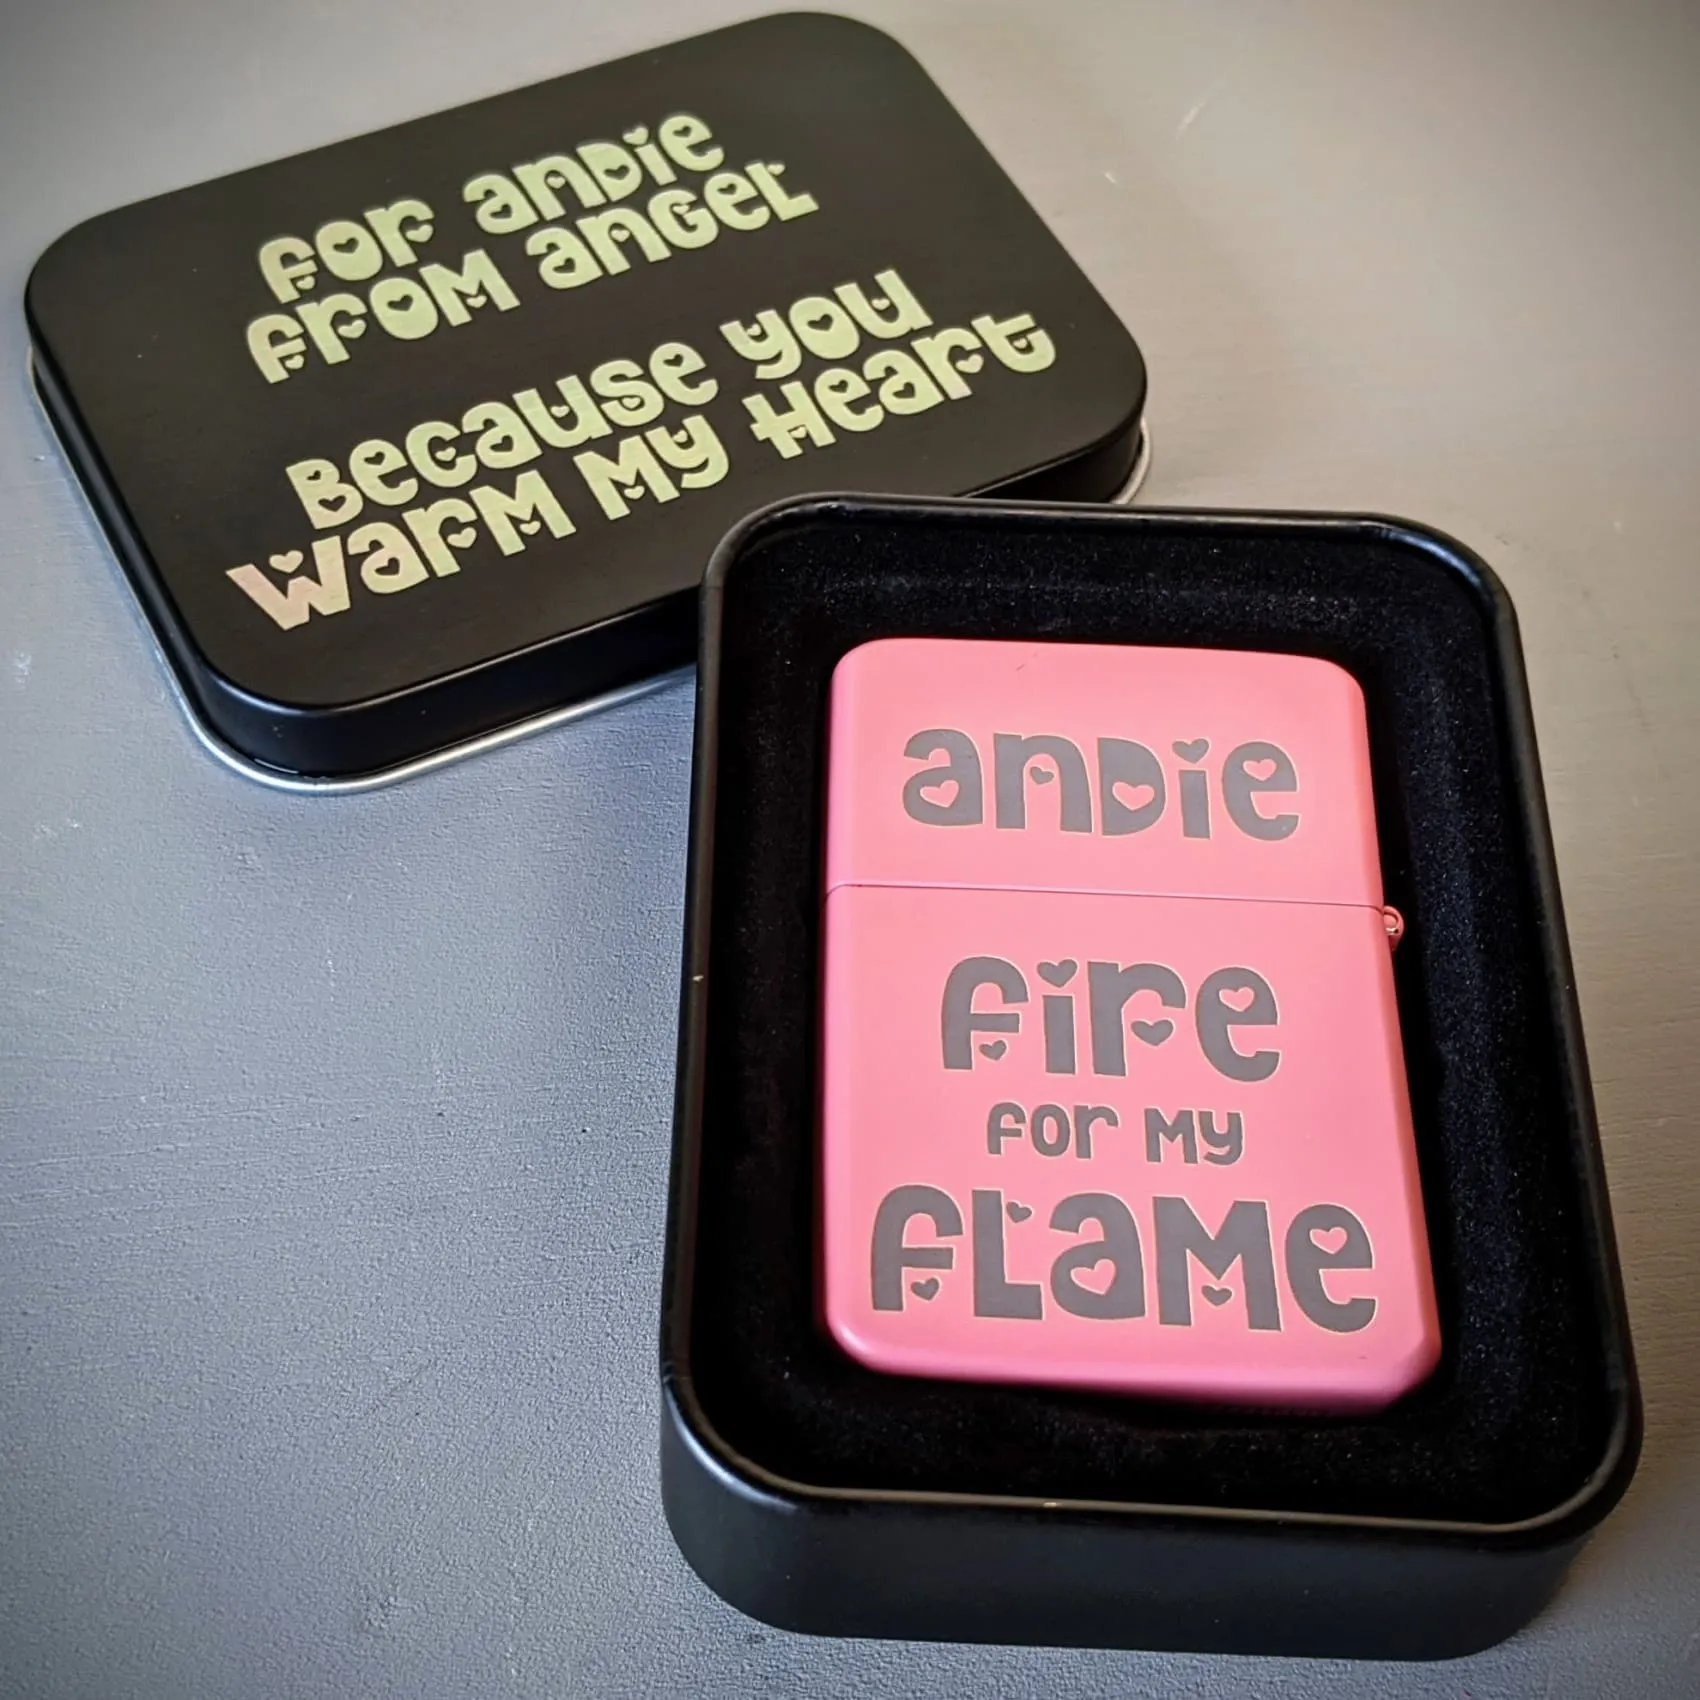 FOR ANDIE
FROM ANGEL
BECAUSE YOU
WARM MY HEART
ANDIE
FIRE
FOR MY
FLAME